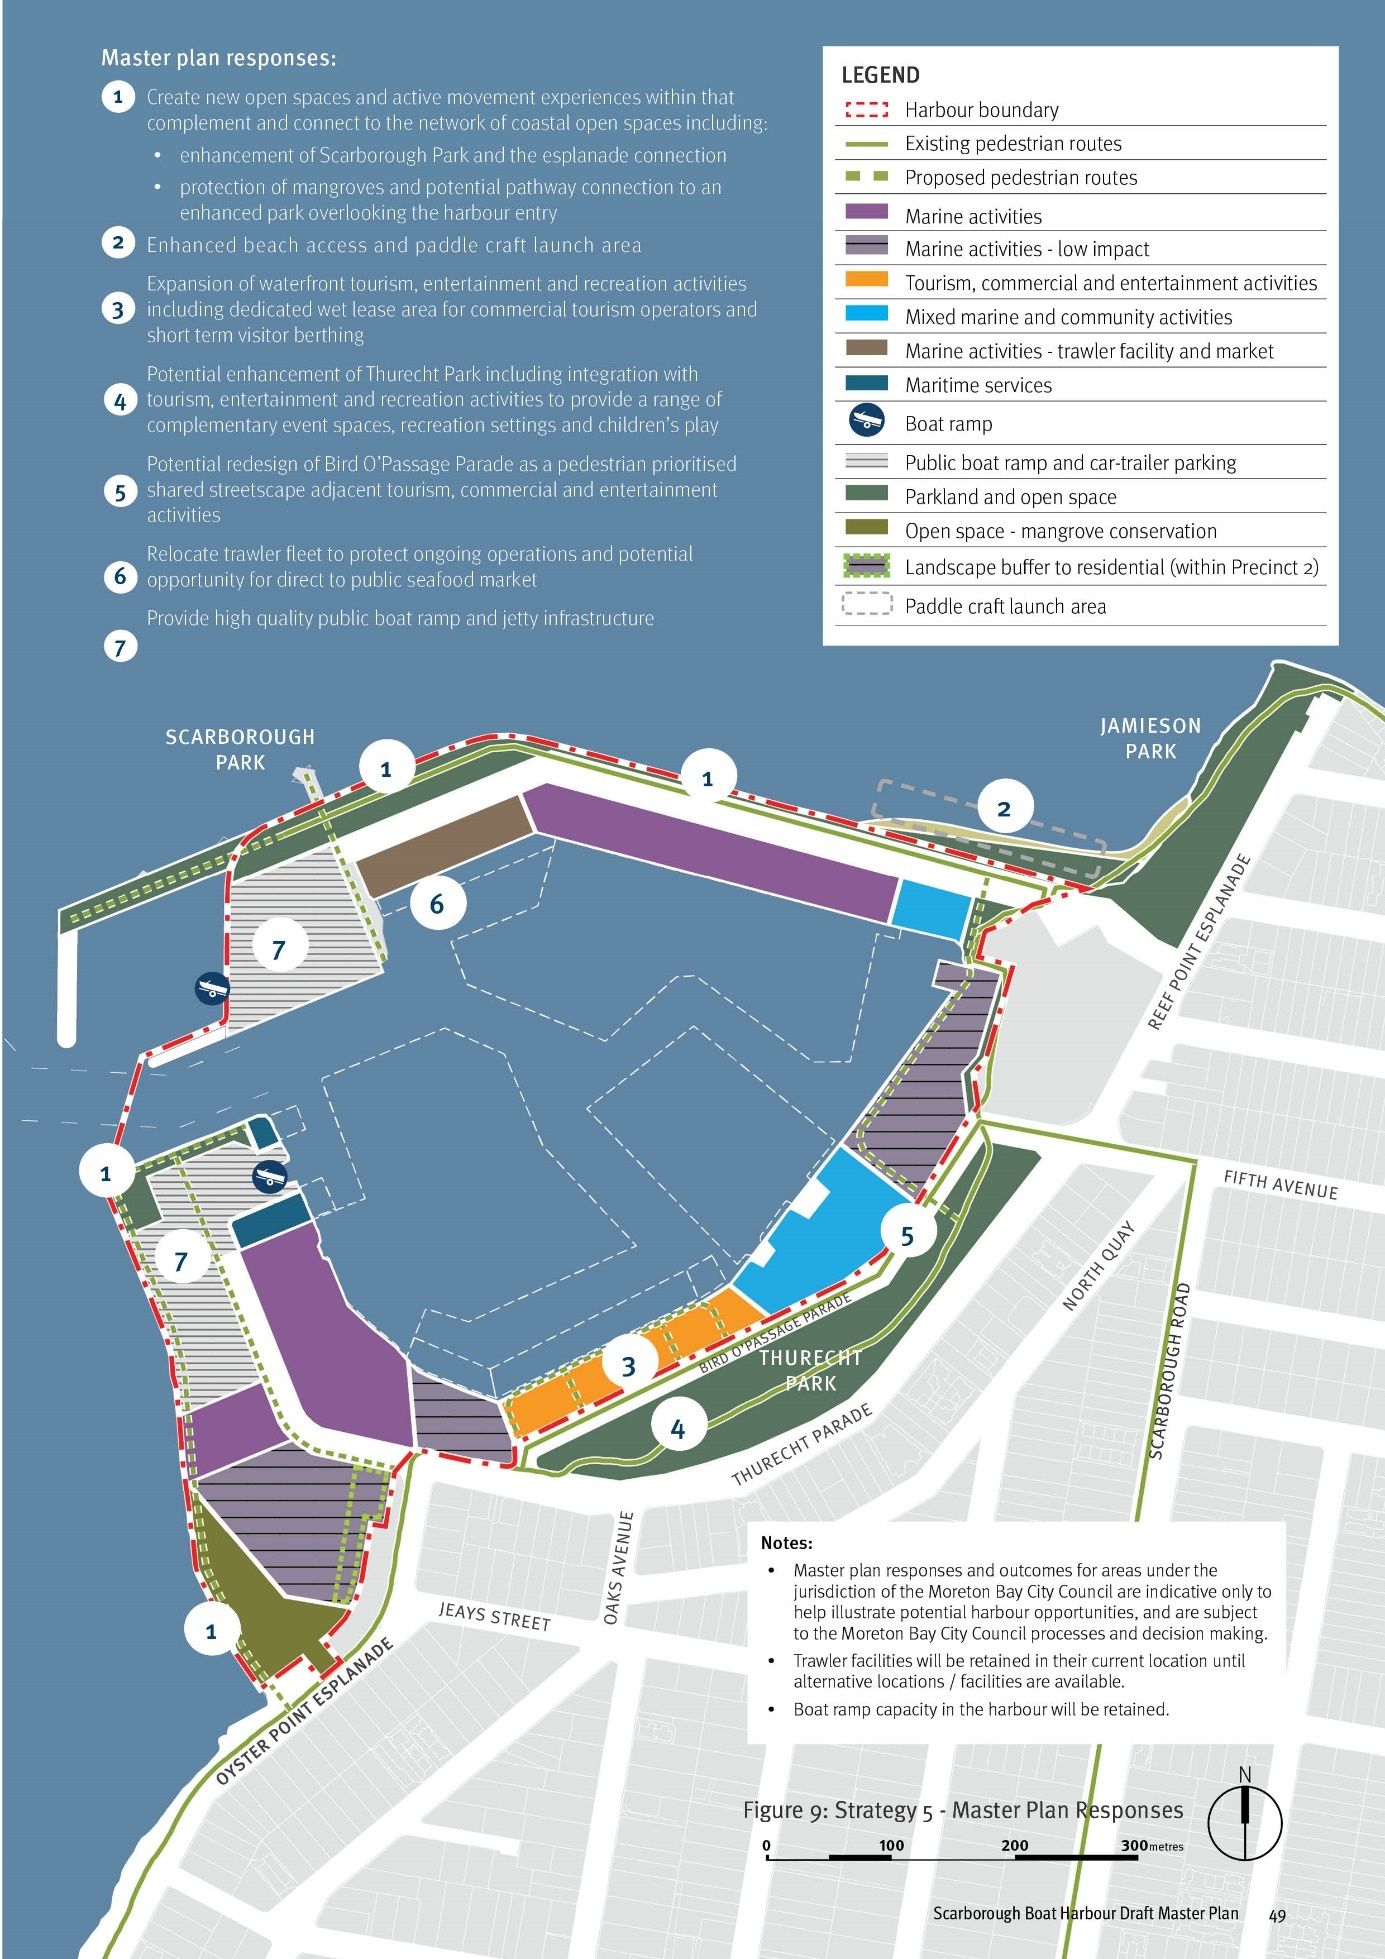 Master plan responses:
1
Create new open spaces and active movement experiences within that
complement and connect to the network of coastal open spaces including:
• enhancement of Scarborough Park and the esplanade connection
• protection of mangroves and potential pathway connection to an
enhanced park overlooking the harbour entry
2
Enhanced beach access and paddle craft launch area
Expansion of waterfront tourism, entertainment and recreation activities
3
including dedicated wet lease area for commercial tourism operators and
short term visitor berthing
Potential enhancement of Thurecht Park including integration with
4
tourism, entertainment and recreation activities to provide a range of
complementary event spaces, recreation settings and children's play
Potential redesign of Bird O'Passage Parade as a pedestrian prioritised
5
shared streetscape adjacent tourism, commercial and entertainment
activities
Relocate trawler fleet to protect ongoing operations and potential
6
opportunity for direct to public seafood market
Provide high quality public boat ramp and jetty infrastructure
7
LEGEND
Harbour boundary
Existing pedestrian routes
Proposed pedestrian routes
Marine activities
Marine activities - low impact
Tourism, commercial and entertainment activities
Mixed marine and community activities
Marine activities - trawler facility and market
Maritime services
Boat ramp
Public boat ramp and car-trailer parking
Parkland and open space
Open space - mangrove conservation
Landscape buffer to residential (within Precinct 2)
Paddle craft launch area
SCARBOROUGH
PARK
JAMIESON
PARK
1
1
2
6
7
REEF POINT ESPLANADE
1
7
5
FIFTH AVENUE
NORTH QUAY
SCARBOROUGH ROAD
BIRD O'PASSAGE PARADE
3
THURECHT
PARK
4
THURECHT PARADE
OAKS AVENUE
JEAYS STREET
1
OYSTER POINT ESPLANADE
Notes:
• Master plan responses and outcomes for areas under the
jurisdiction of the Moreton Bay City Council are indicative only to
help illustrate potential harbour opportunities, and are subject
to the Moreton Bay City Council processes and decision making.
• Trawler facilities will be retained in their current location until
alternative locations / facilities are available.
• Boat ramp capacity in the harbour will be retained.
N
Figure 9: Strategy 5 - Master Plan Responses
0 100 200 300 metres
Scarborough Boat Harbour Draft Master Plan 49